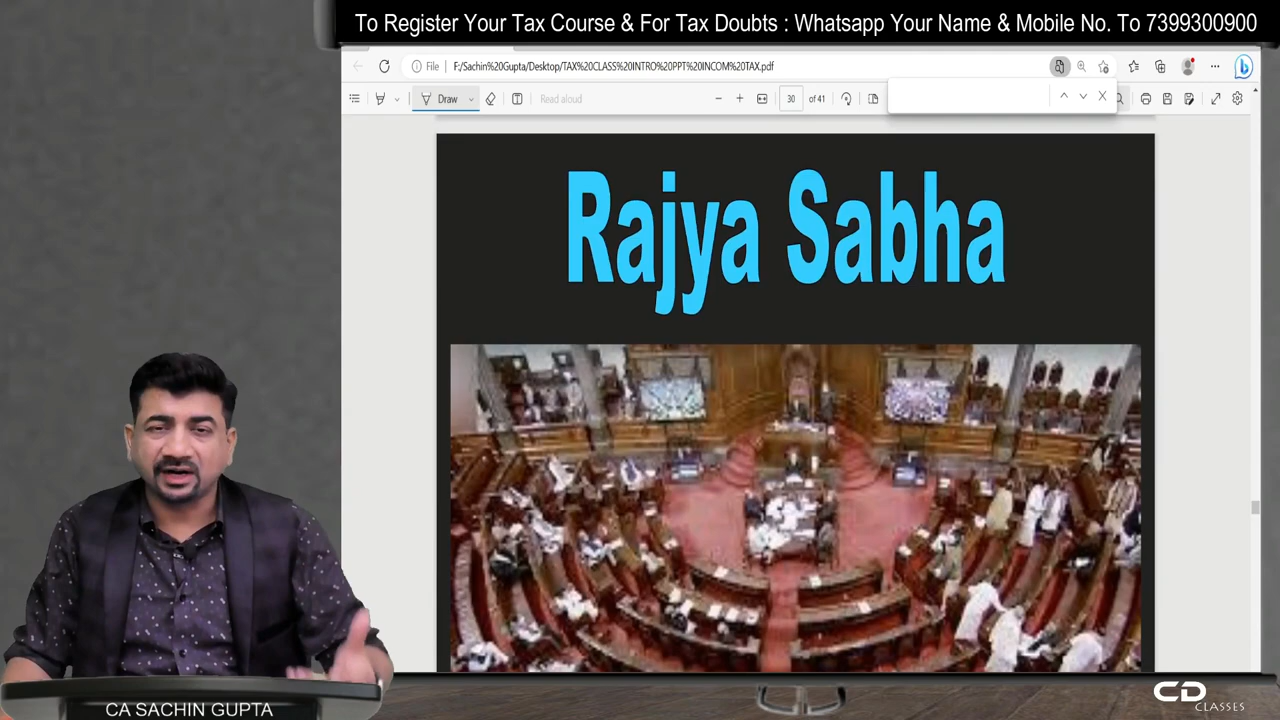 To Register Your Tax Course & For Tax Doubts : Whatsapp Your Name & Mobile No. To 7399300900
File F:/Sachin%20Gupta/Desktop/TAX%20CLASS%20INTRO%20PPT%20INCOM%20TAX.pdf
Draw Read aloud 30 of 41
Rajya Sabha
CA SACHIN GUPTA
CD
CLASSES